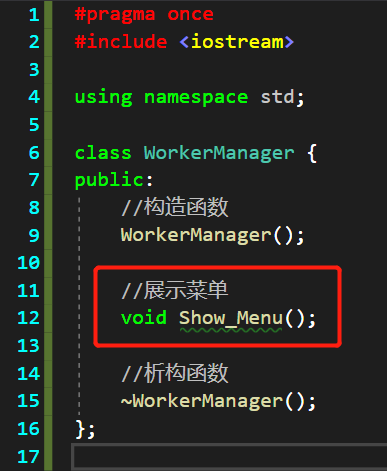 1 #pragma once
2 #include <iostream>
3
4 using namespace std;
5
6 class WorkerManager {
7 public:
8 //构造函数
9 WorkerManager();
10
11 //展示菜单
12 void Show_Menu();
13
14 //析构函数
15 ~WorkerManager();
16 };
17